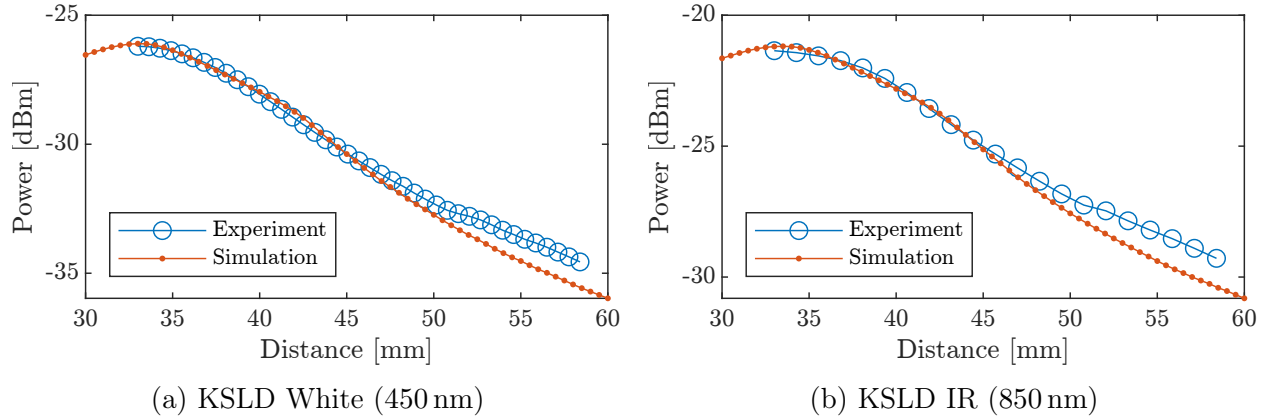 -25
-30
-35
30
35
40
45
50
55
60
Power [dBm]
Distance [mm]
Experiment
Simulation
(a) KSLD White (450 nm)
-20
-25
-30
30
35
40
45
50
55
60
Power [dBm]
Distance [mm]
Experiment
Simulation
(b) KSLD IR (850 nm)